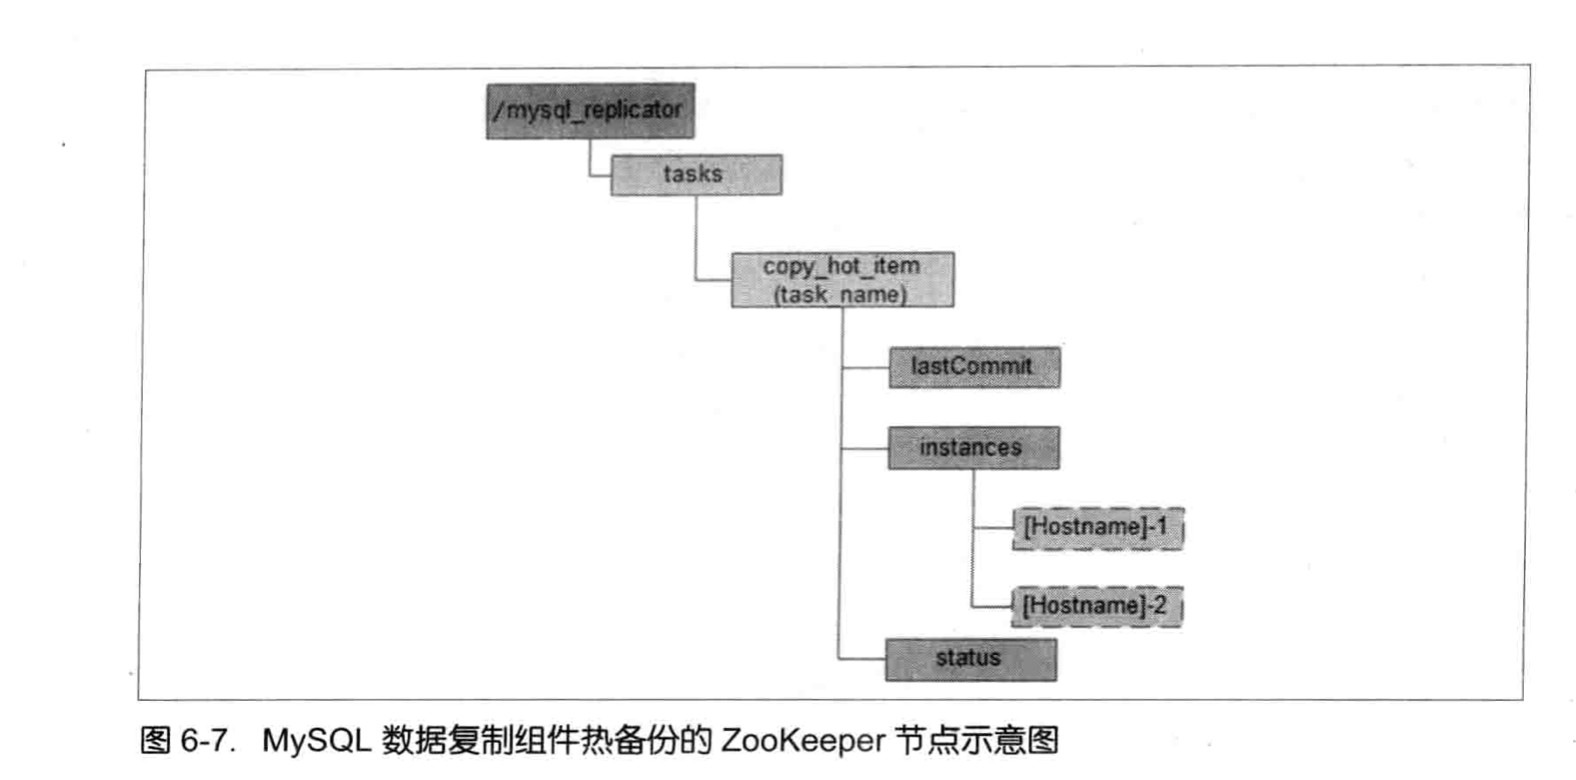 /mysql_replicator
tasks
copy_hot_item
(task_name)
lastCommit
instances
[Hostname]-1
[Hostname]-2
status
图 6-7. MySQL 数据复制组件热备份的 ZooKeeper 节点示意图